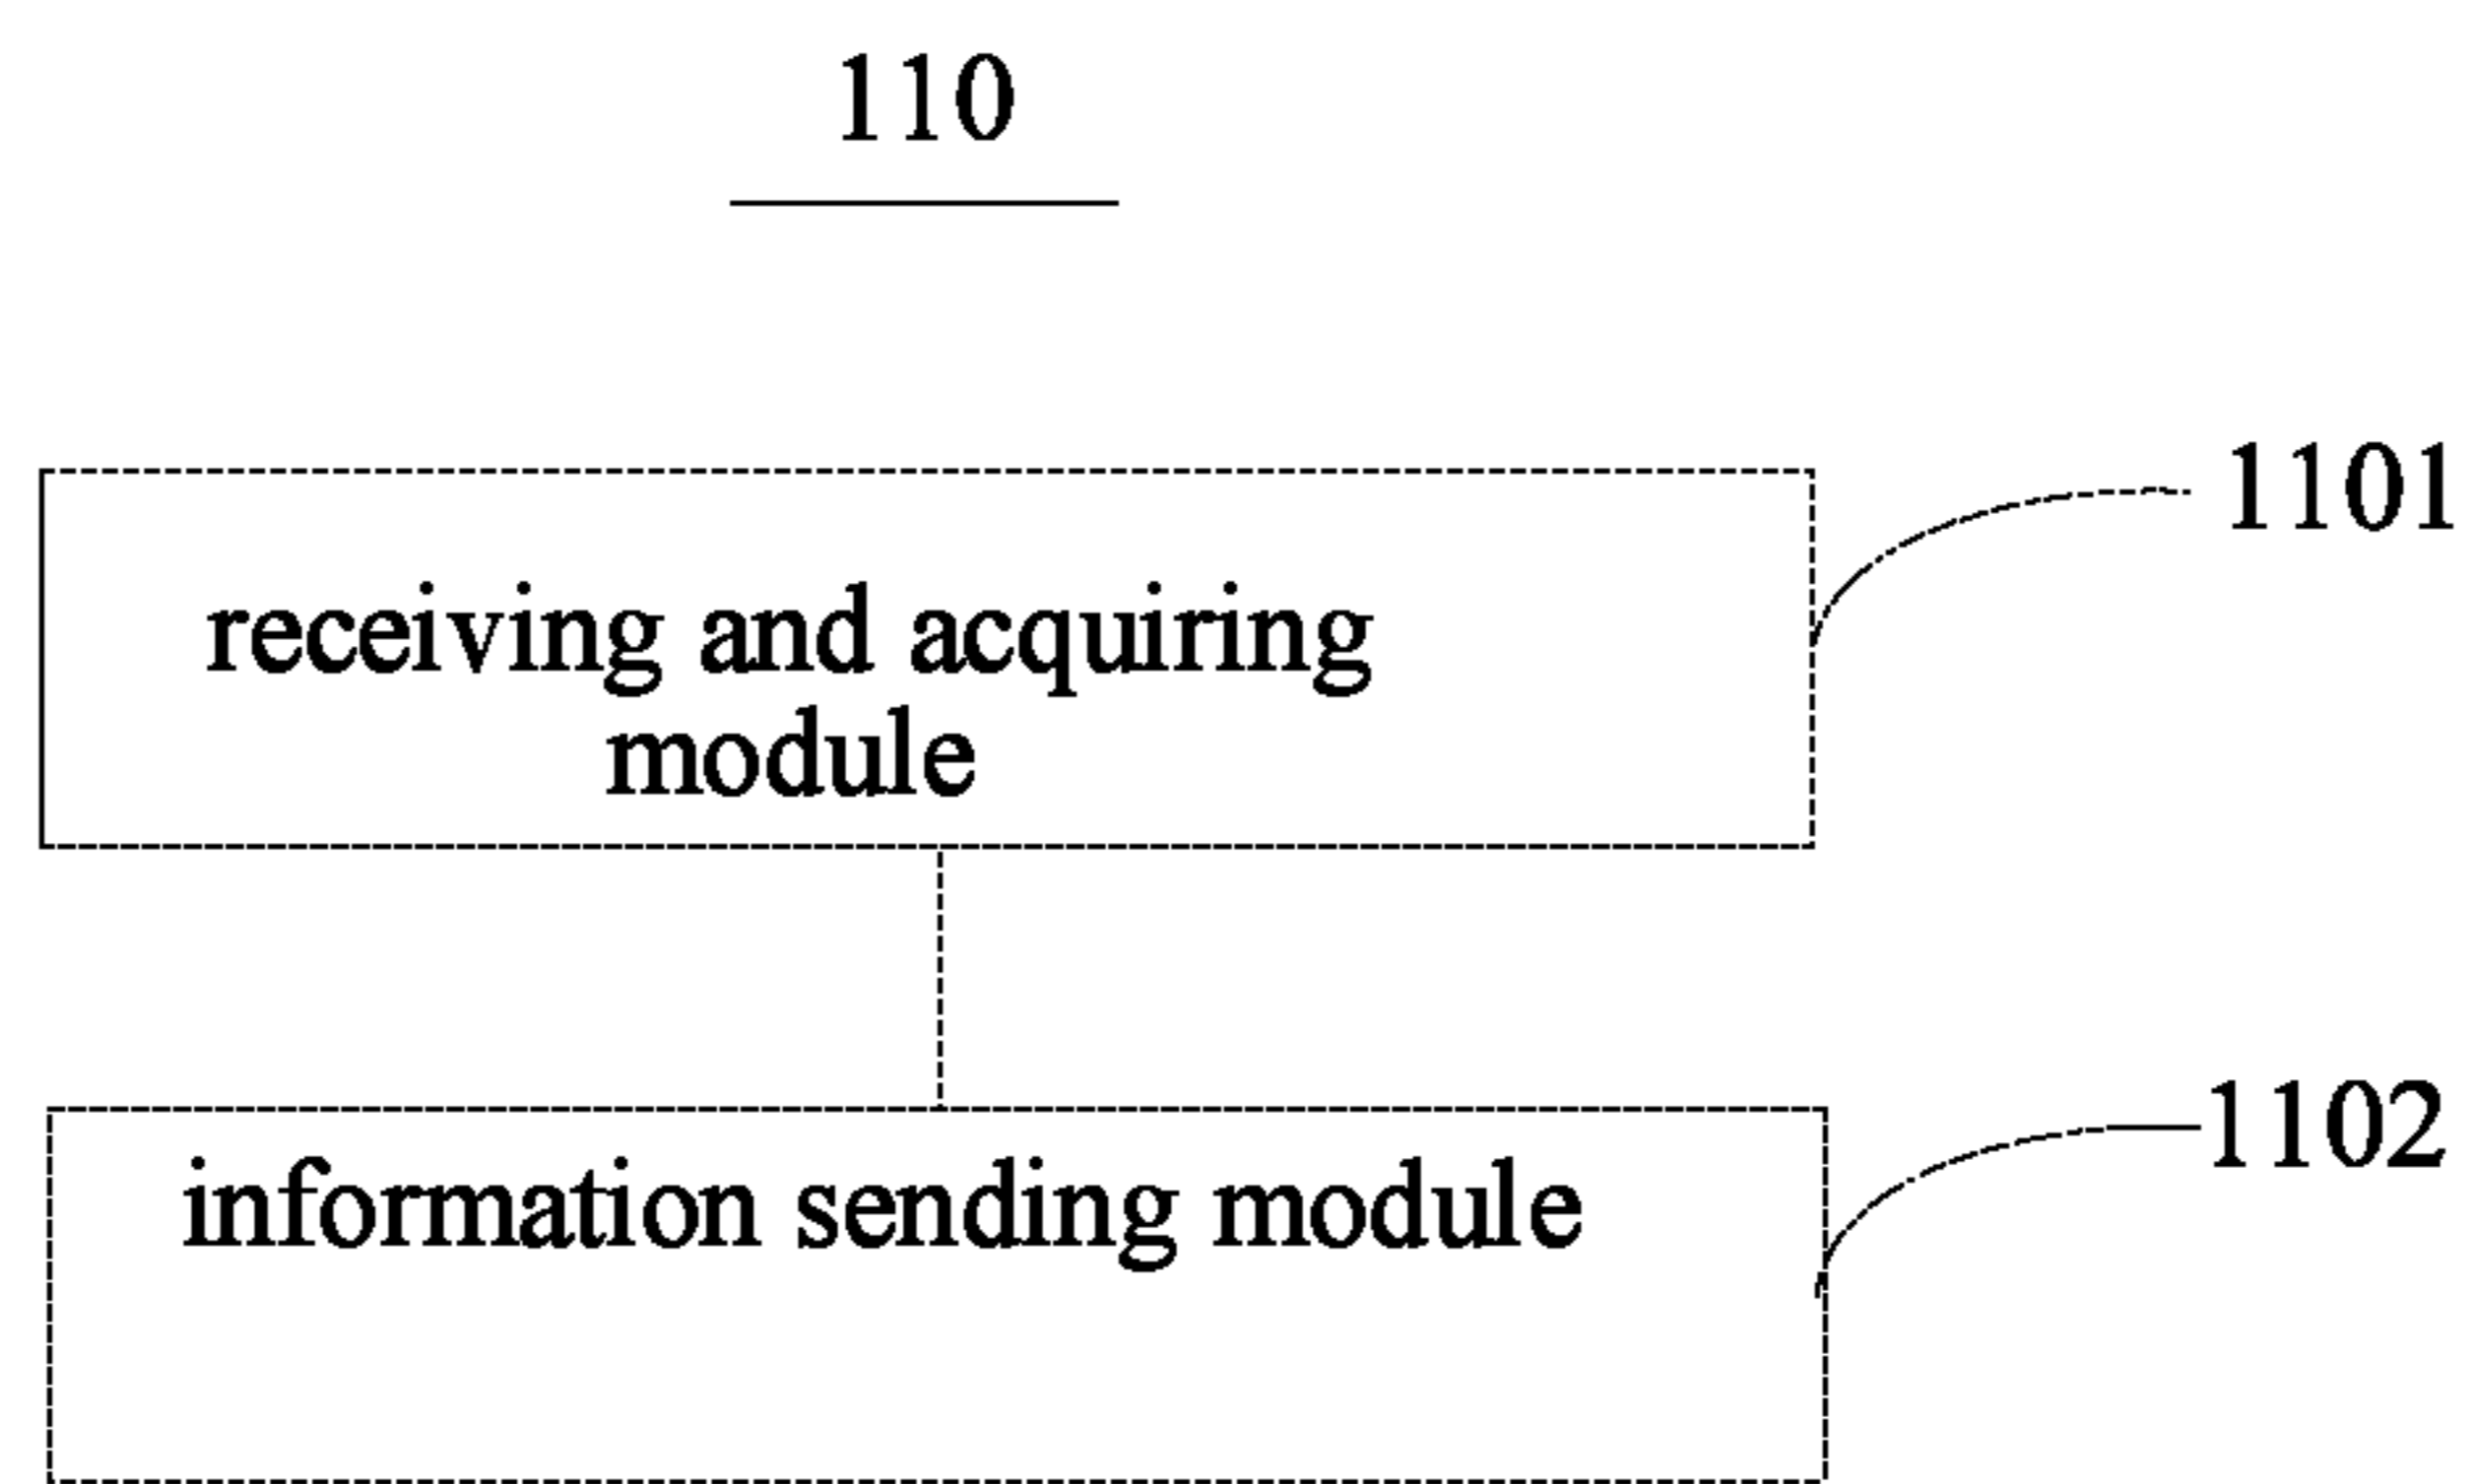 110
1101
receiving and acquiring
module
1102
information sending module